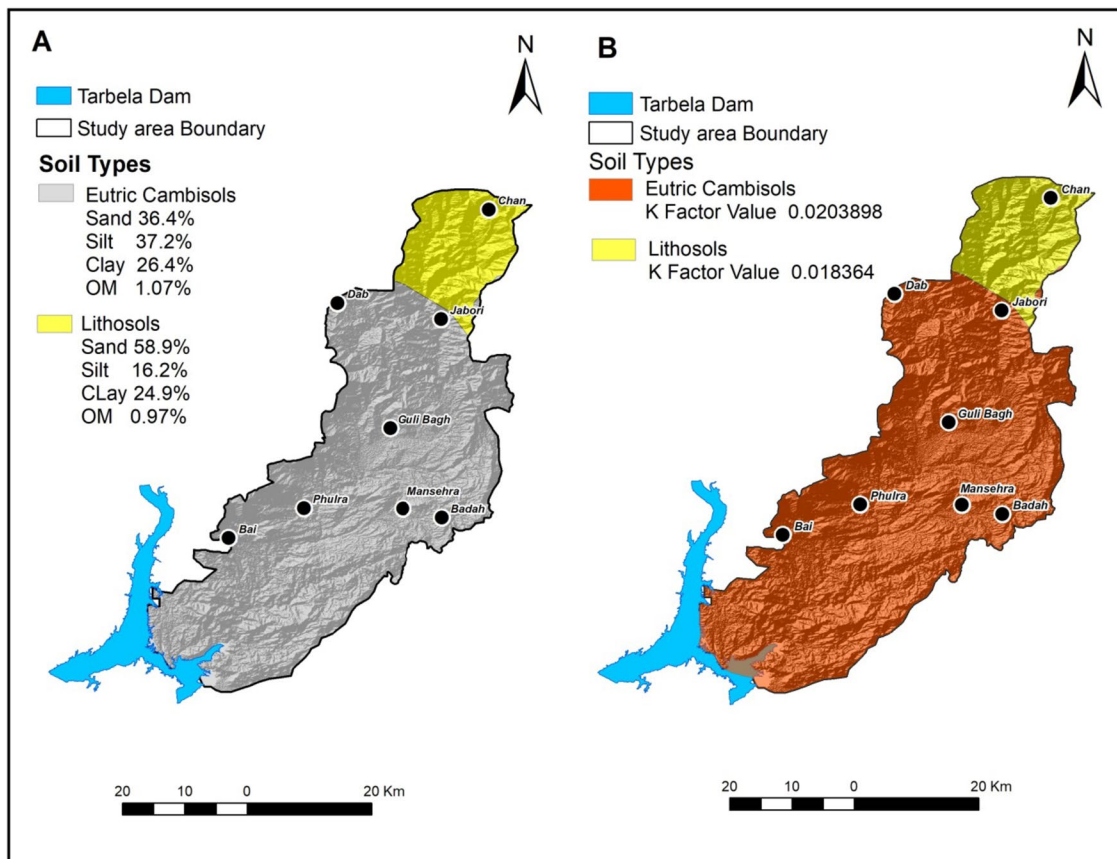 A
N
Tarbela Dam
Study area Boundary
Soil Types
Eutric Cambisols
Sand 36.4%
Silt 37.2%
Clay 26.4%
OM 1.07%
Lithosols
Sand 58.9%
Silt 16.2%
CLay 24.9%
OM 0.97%
Chan
Dab
Jabori
Guli Bagh
Phulra
Mansehra
Badah
Bai
20 10 0 20 Km
B
N
Tarbela Dam
Study area Boundary
Soil Types
Eutric Cambisols
K Factor Value 0.0203898
Lithosols
K Factor Value 0.018364
Chan
Dab
Jabori
Guli Bagh
Phulra
Mansehra
Badah
Bai
20 10 0 20 Km